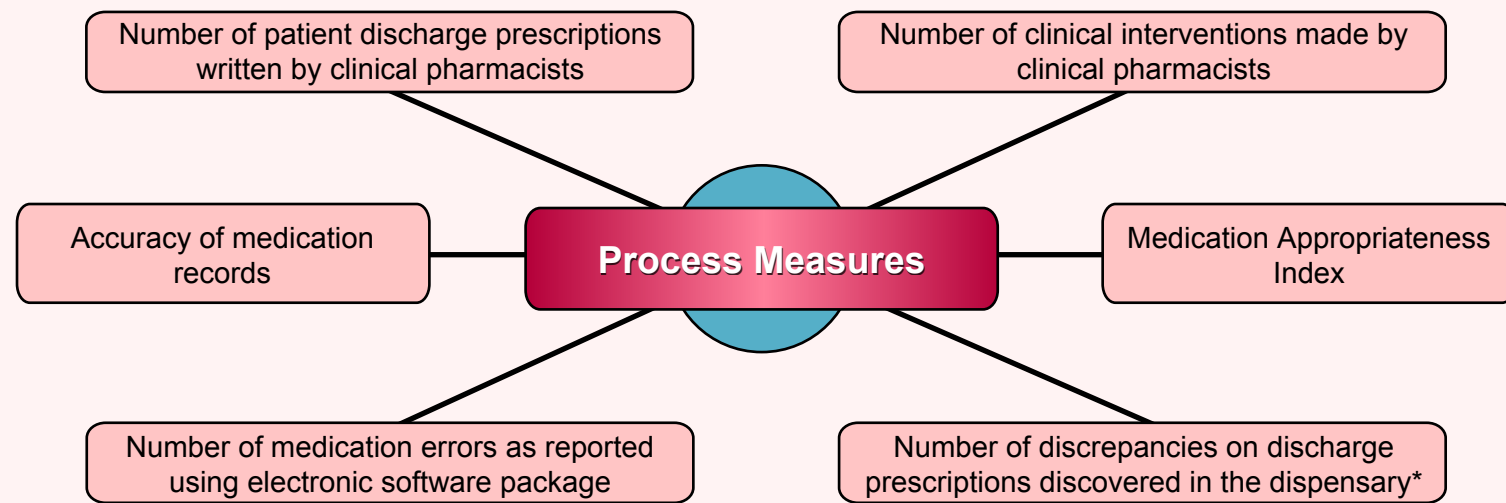 Number of patient discharge prescriptions
written by clinical pharmacists
Number of clinical interventions made by
clinical pharmacists
Accuracy of medication
records
Process Measures
Medication Appropriateness
Index
Number of medication errors as reported
using electronic software package
Number of discrepancies on discharge
prescriptions discovered in the dispensary*